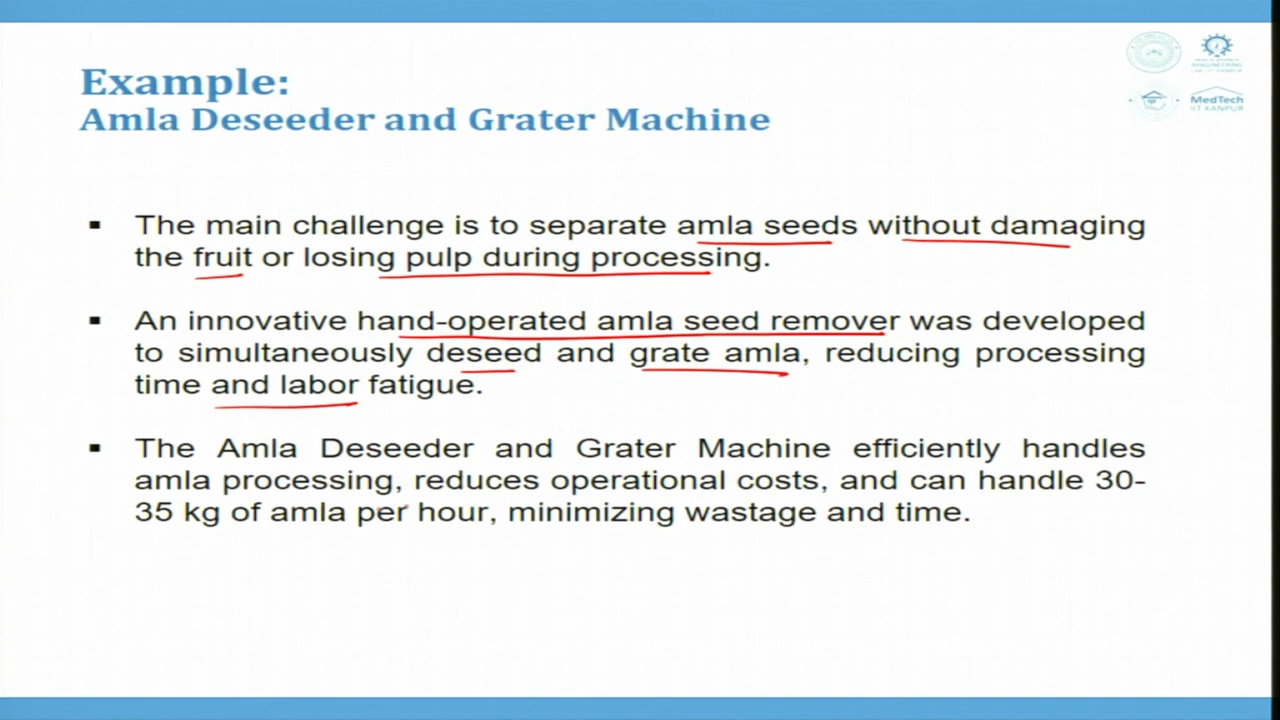 Example:
Amla Deseeder and Grater Machine
MedTech
IIT KANPUR
▪ The main challenge is to separate amla seeds without damaging
the fruit or losing pulp during processing.
▪ An innovative hand-operated amla seed remover was developed
to simultaneously deseed and grate amla, reducing processing
time and labor fatigue.
▪ The Amla Deseeder and Grater Machine efficiently handles
amla processing, reduces operational costs, and can handle 30-
35 kg of amla per hour, minimizing wastage and time.